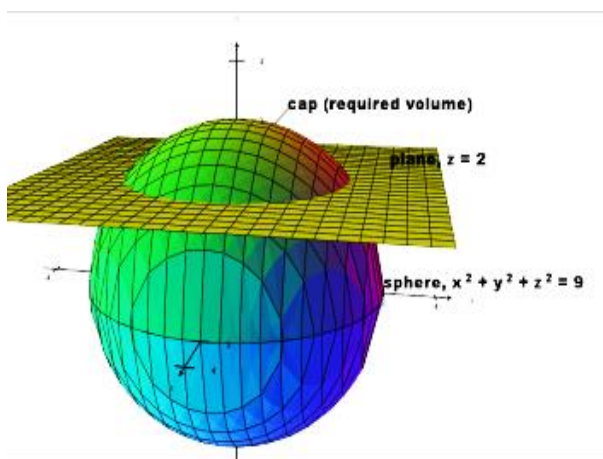 cap (required volume)
plane, z = 2
sphere, x² + y² + z² = 9